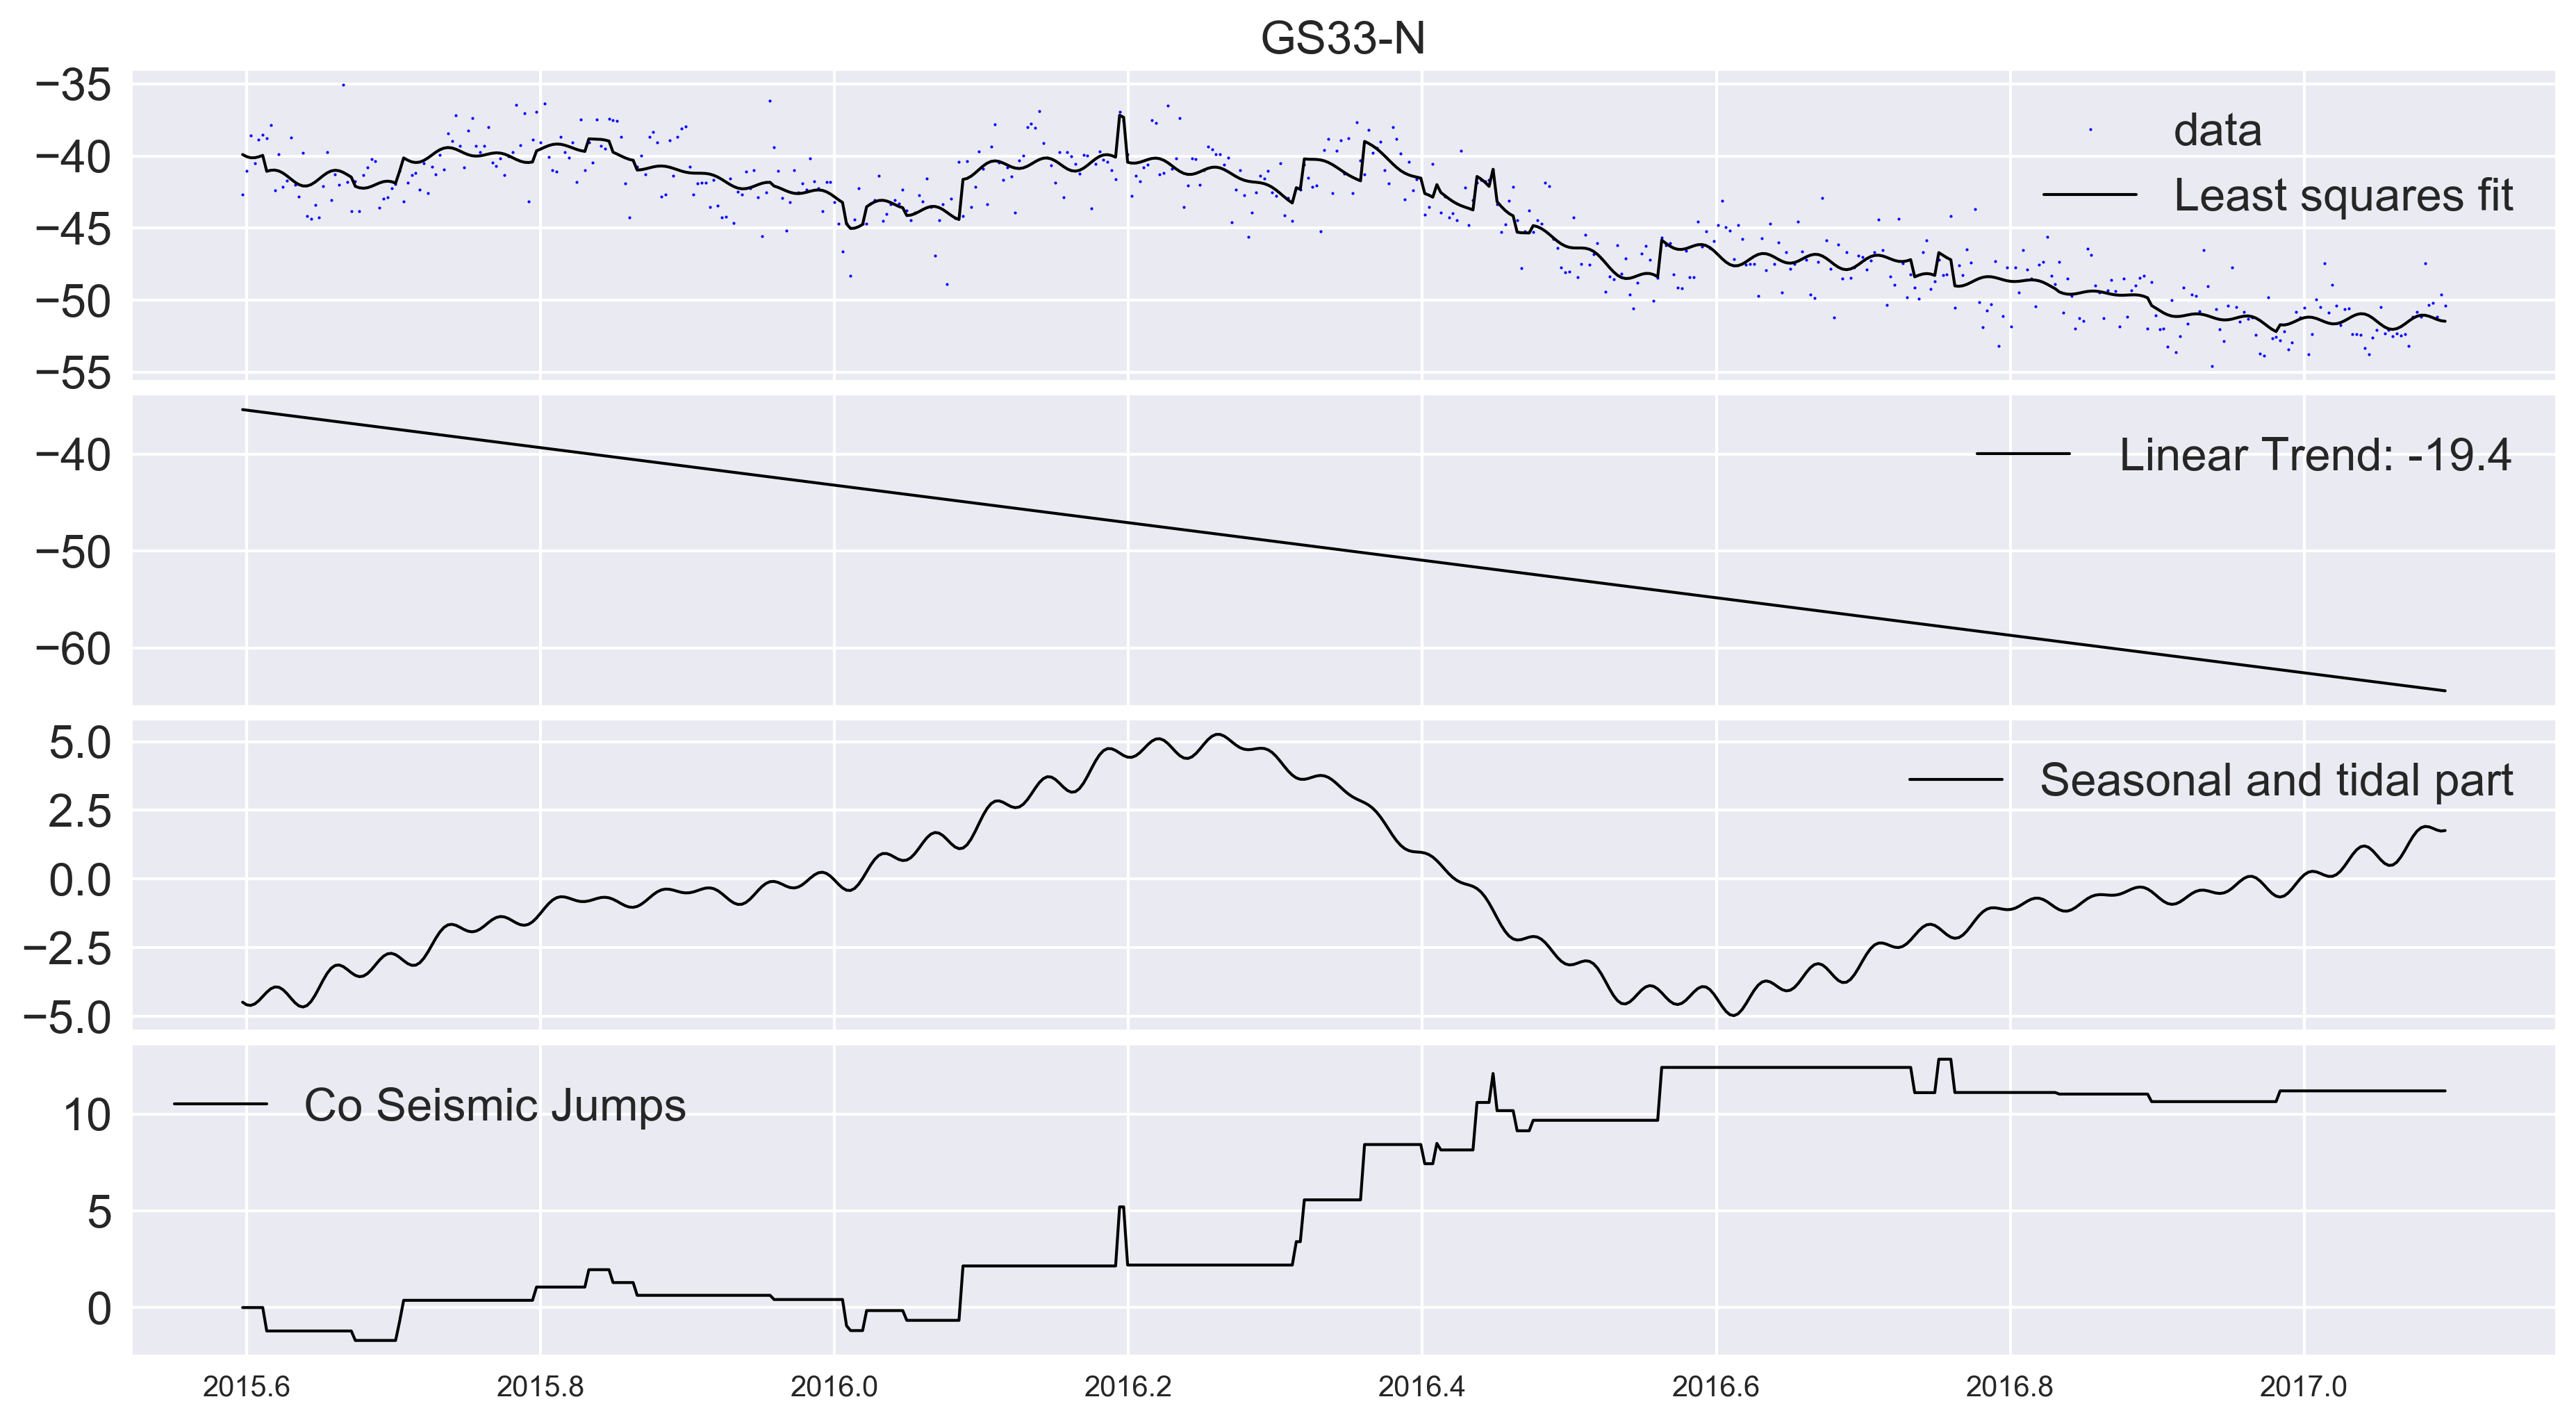 GS33-N
−35
−40
−45
−50
−55
data
Least squares fit
−40
−50
−60
Linear Trend: -19.4
5.0
2.5
0.0
−2.5
−5.0
Seasonal and tidal part
10
5
0
Co Seismic Jumps
2015.6 2015.8 2016.0 2016.2 2016.4 2016.6 2016.8 2017.0